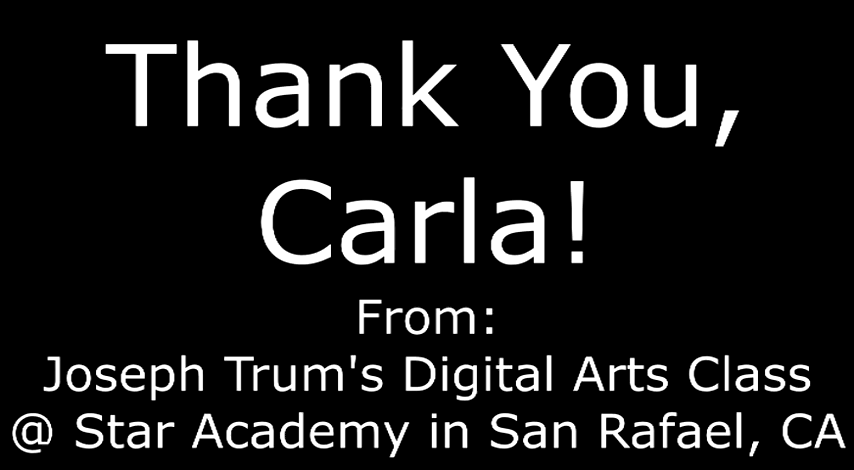 Thank You,
Carla!
From:
Joseph Trum's Digital Arts Class
@ Star Academy in San Rafael, CA